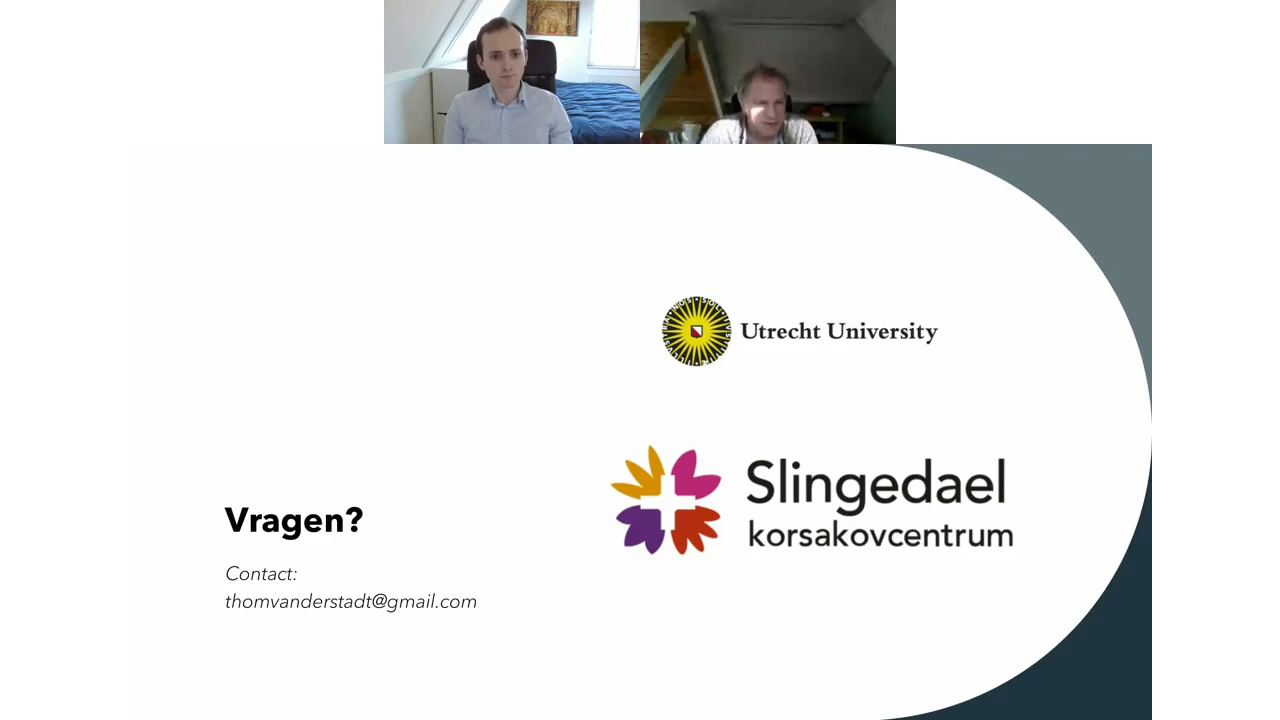 Utrecht University
Slingedael
korsakovcentrum
Vragen?
Contact:
thomvanderstadt@gmail.com